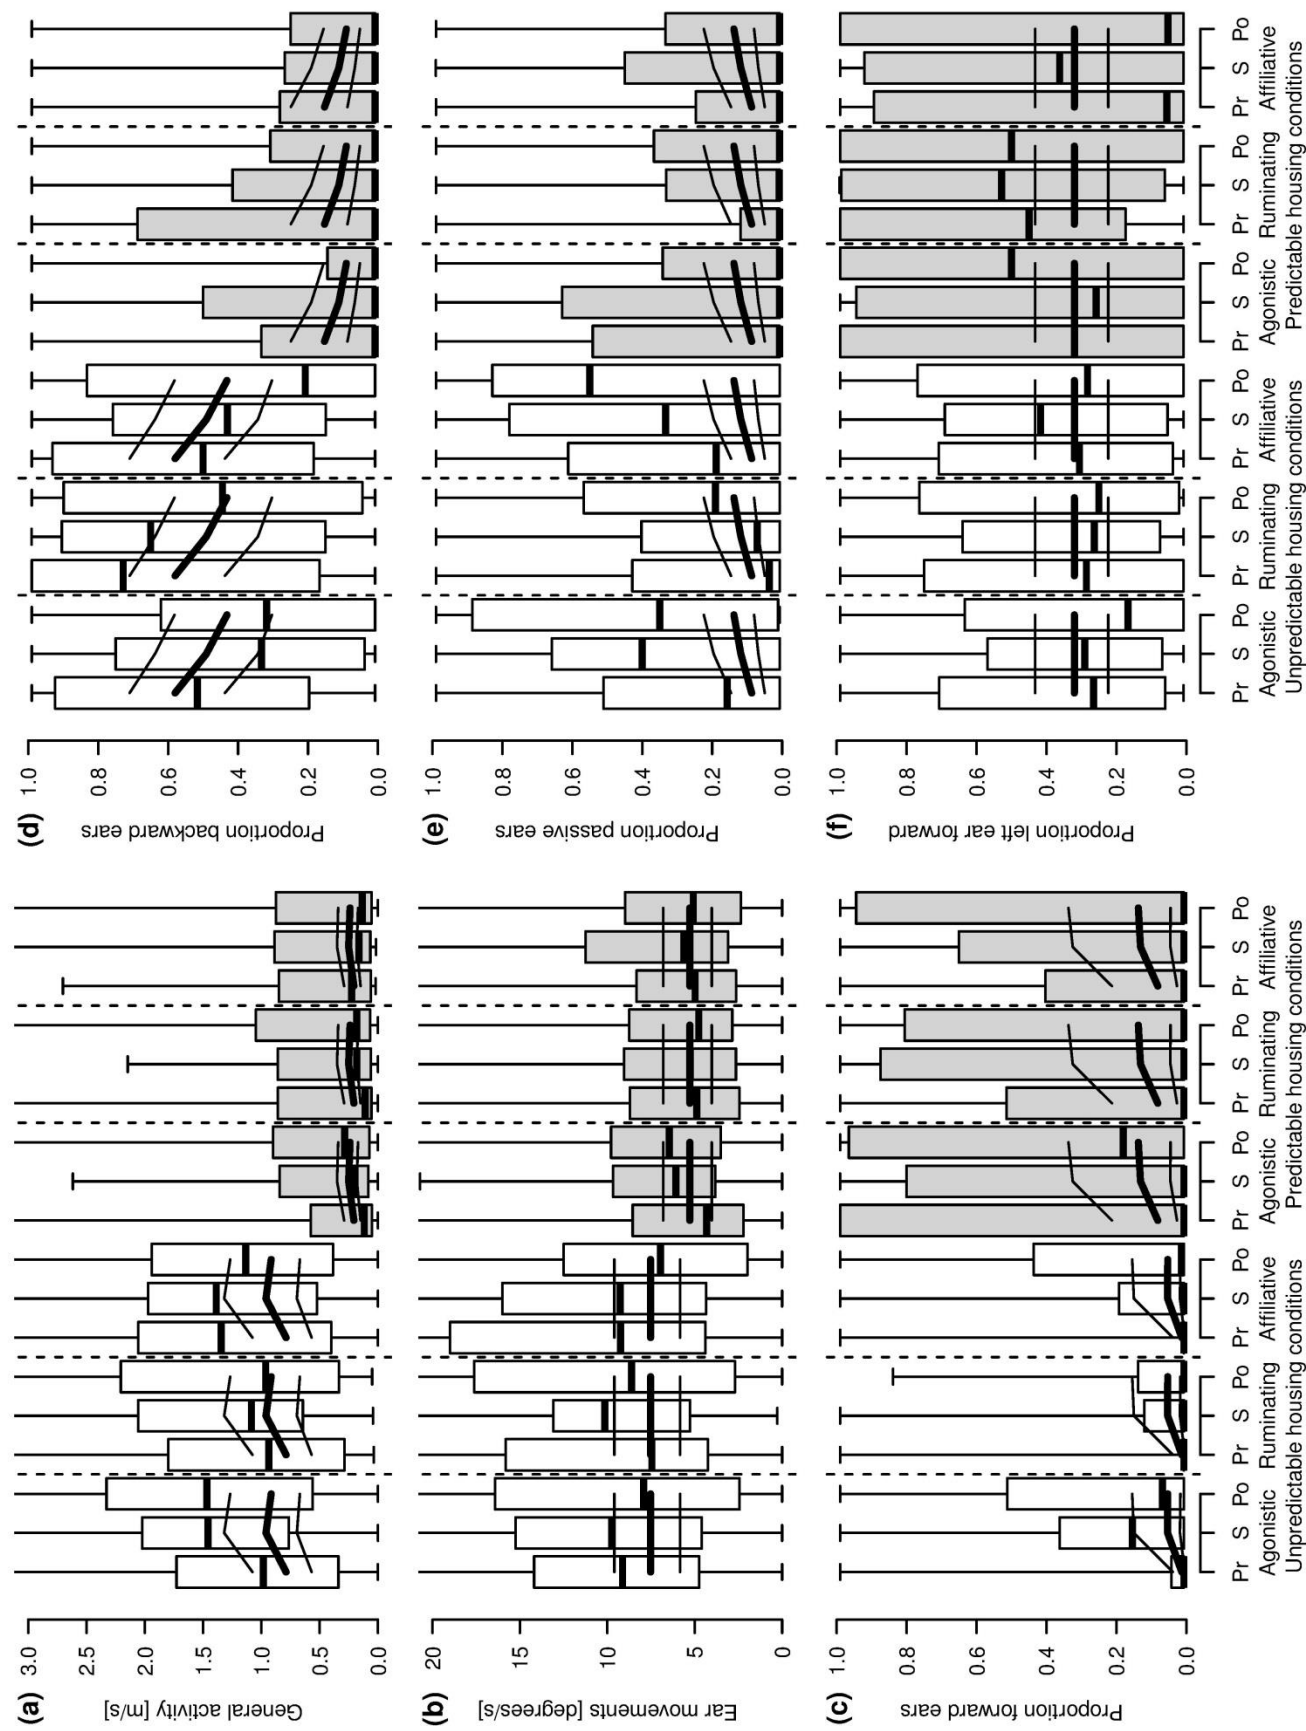 (a)
General activity [m/s]
3.0
2.5
2.0
1.5
1.0
0.5
0.0
(b)
Ear movements [degrees/s]
20
15
10
5
0
(c)
Proportion forward ears
1.0
0.8
0.6
0.4
0.2
0.0
Pr S Po Pr S Po Pr S Po Pr S Po Pr S Po Pr S Po
Agonistic Ruminating Affiliative Agonistic Ruminating Affiliative
Unpredictable housing conditions Predictable housing conditions
(d)
Proportion backward ears
1.0
0.8
0.6
0.4
0.2
0.0
(e)
Proportion passive ears
1.0
0.8
0.6
0.4
0.2
0.0
(f)
Proportion left ear forward
1.0
0.8
0.6
0.4
0.2
0.0
Pr S Po Pr S Po Pr S Po Pr S Po Pr S Po Pr S Po
Agonistic Ruminating Affiliative Agonistic Ruminating Affiliative
Unpredictable housing conditions Predictable housing conditions